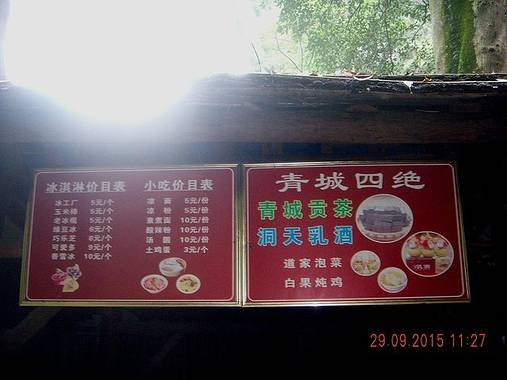 冰淇淋价目表
冰工厂 5元/个
玉米棒 5元/个
老冰棍 5元/个
绿豆冰 6元/个
巧乐芝 8元/个
可爱多 9元/个
香雪冰 10元/个
小吃价目表
凉面 5元/份
凉粉 5元/份
煮煮面 10元/份
酸辣粉 10元/份
汤圆 10元/份
土鸡蛋 3元/个
青城四绝
青城贡茶
洞天乳酒
道家泡菜
白果炖鸡
29.09.2015 11:27